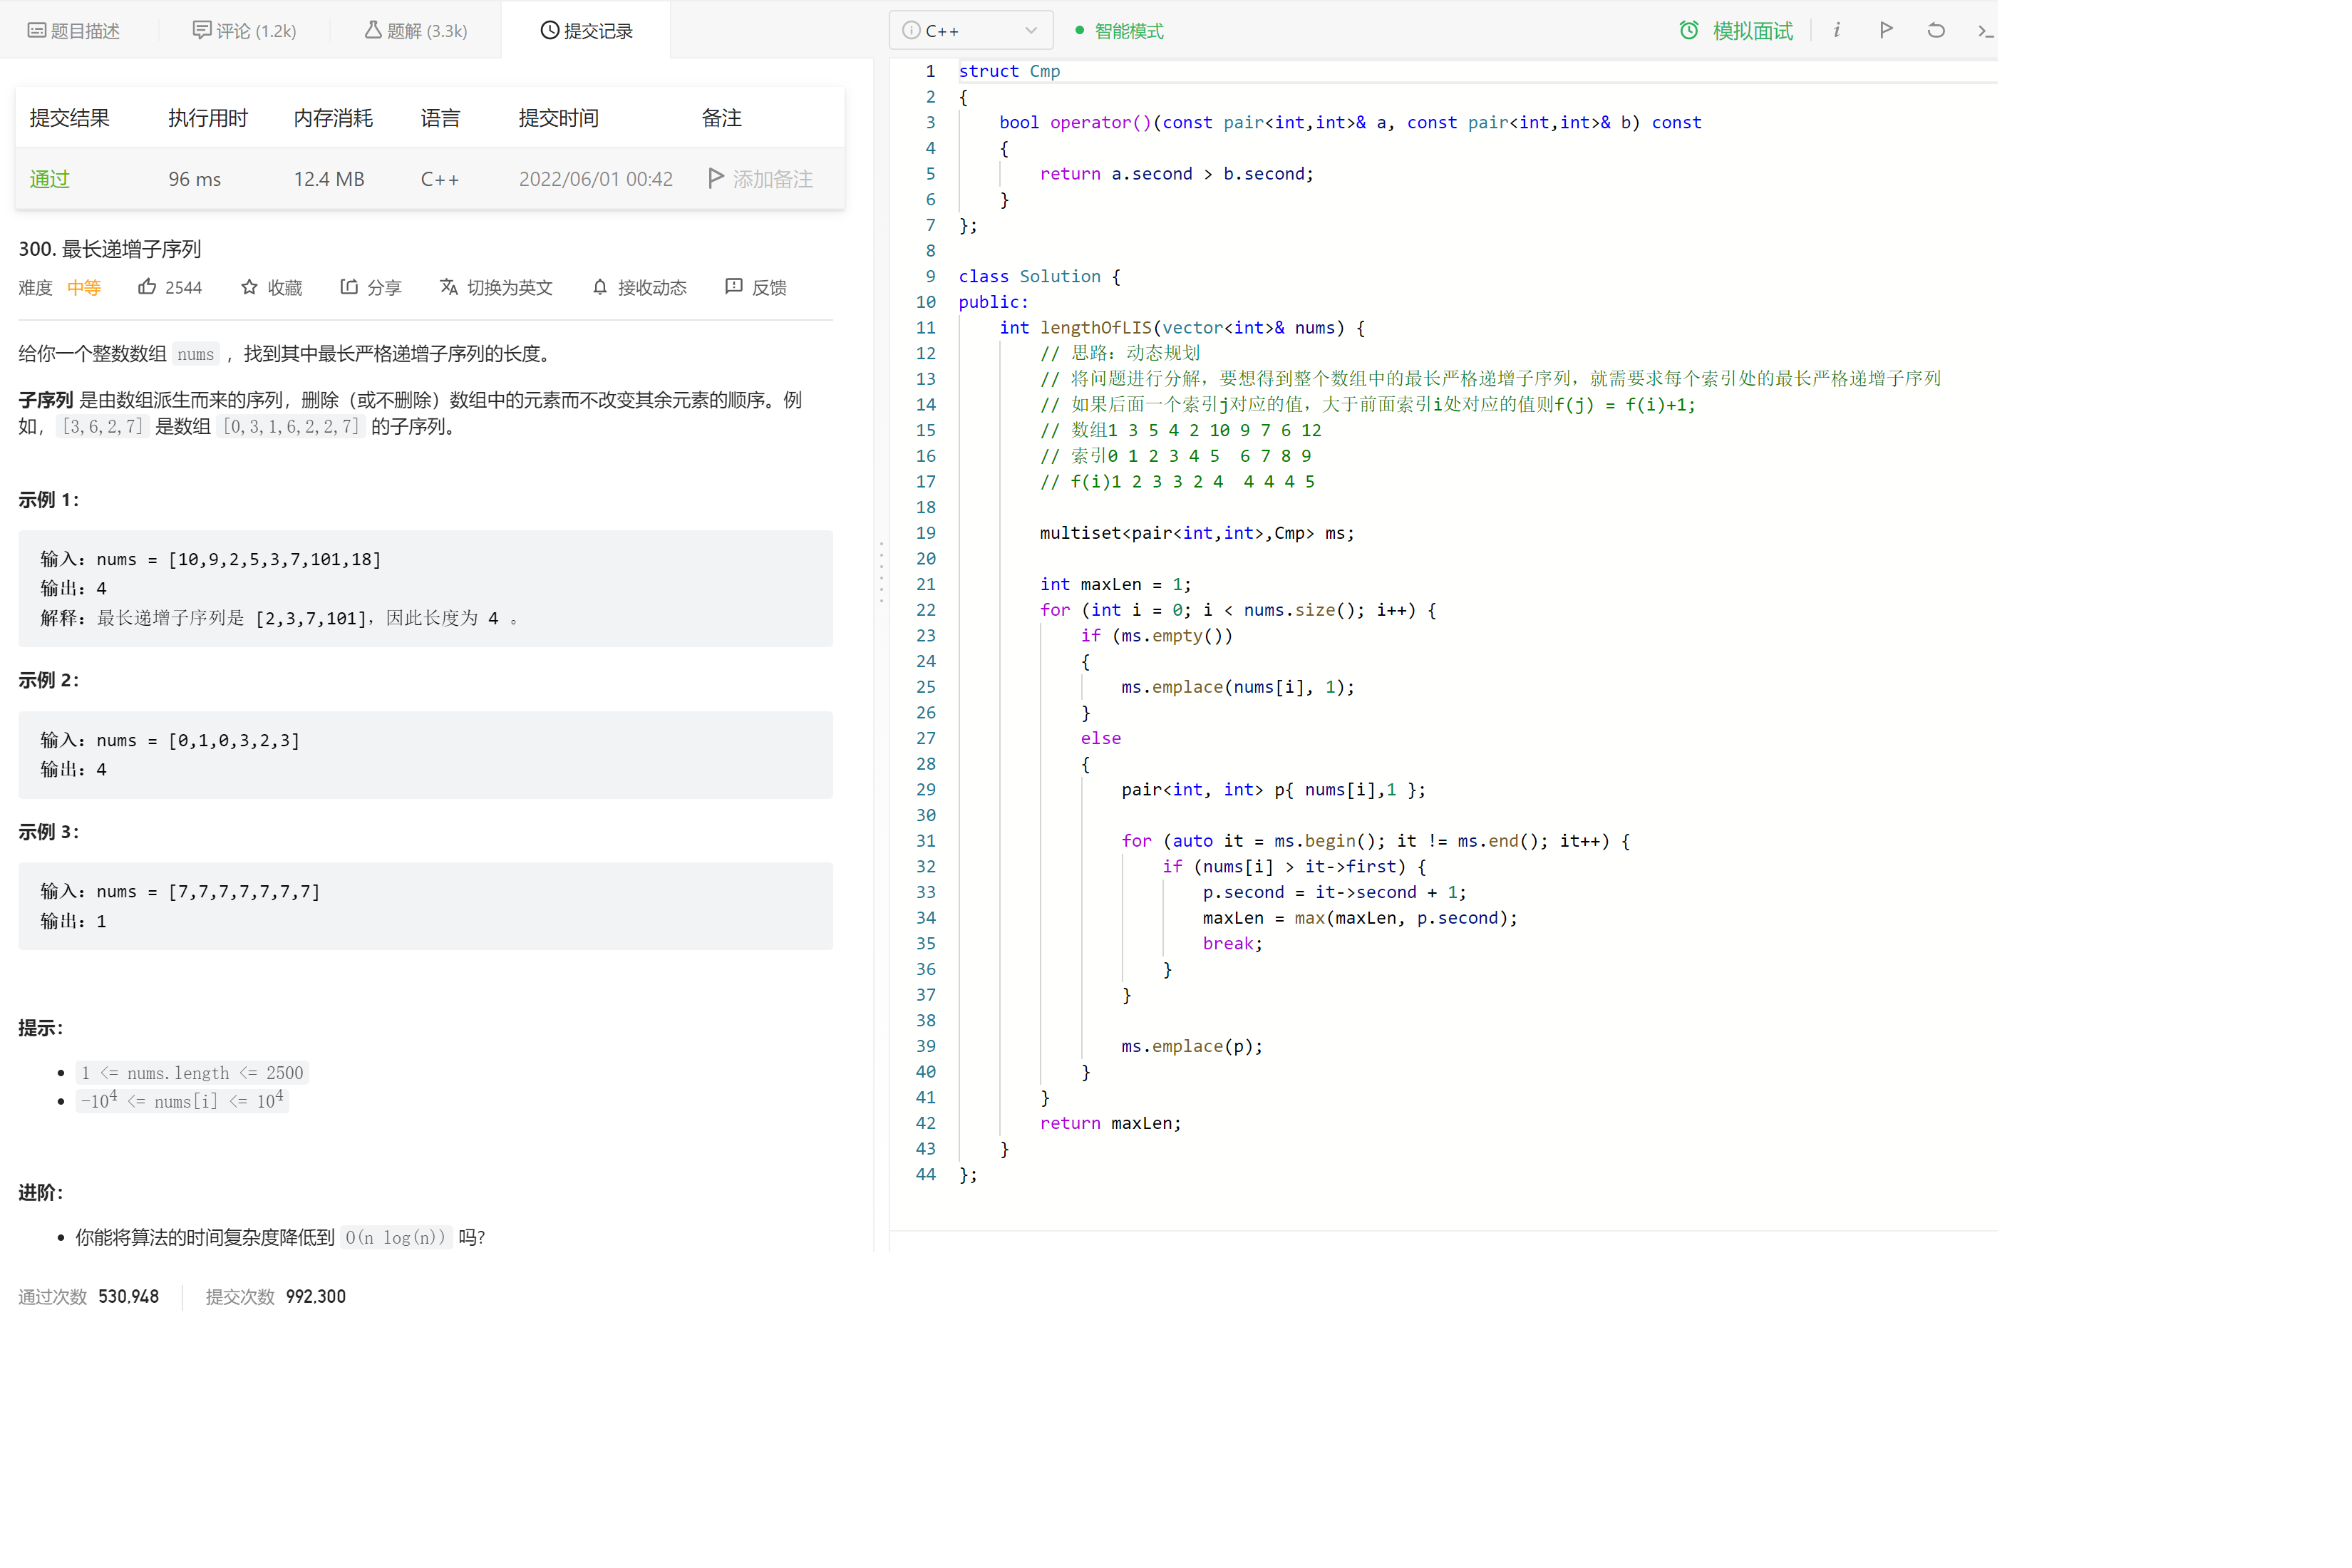 题目描述 评论 (1.2k) 题解 (3.3k) 提交记录
提交结果 执行用时 内存消耗 语言 提交时间 备注
通过 96 ms 12.4 MB C++ 2022/06/01 00:42 添加备注
300. 最长递增子序列
难度 中等 2544 收藏 分享 切换为英文 接收动态 反馈
给你一个整数数组 nums ，找到其中最长严格递增子序列的长度。
子序列 是由数组派生而来的序列，删除（或不删除）数组中的元素而不改变其余元素的顺序。例
如，[3,6,2,7] 是数组 [0,3,1,6,2,2,7] 的子序列。
示例 1：
输入：nums = [10,9,2,5,3,7,101,18]
输出：4
解释：最长递增子序列是 [2,3,7,101]，因此长度为 4 。
示例 2：
输入：nums = [0,1,0,3,2,3]
输出：4
示例 3：
输入：nums = [7,7,7,7,7,7,7]
输出：1
提示：
1 <= nums.length <= 2500
-10^4 <= nums[i] <= 10^4
进阶：
你能将算法的时间复杂度降低到 O(n log(n)) 吗?
通过次数 530,948 提交次数 992,300
C++ 智能模式 模拟面试
1 struct Cmp
2 {
3 bool operator()(const pair<int,int>& a, const pair<int,int>& b) const
4 {
5 return a.second > b.second;
6 }
7 };
8
9 class Solution {
10 public:
11 int lengthOfLIS(vector<int>& nums) {
12 // 思路：动态规划
13 // 将问题进行分解，要想得到整个数组中的最长严格递增子序列，就需要求每个索引处的最长严格递增子序列
14 // 如果后面一个索引j对应的值，大于前面索引i处对应的值则f(j) = f(i)+1;
15 // 数组1 3 5 4 2 10 9 7 6 12
16 // 索引0 1 2 3 4 5  6 7 8 9
17 // f(i)1 2 3 3 2 4  4 4 4 5
18
19 multiset<pair<int,int>,Cmp> ms;
20
21 int maxLen = 1;
22 for (int i = 0; i < nums.size(); i++) {
23 if (ms.empty())
24 {
25 ms.emplace(nums[i], 1);
26 }
27 else
28 {
29 pair<int, int> p{ nums[i],1 };
30
31 for (auto it = ms.begin(); it != ms.end(); it++) {
32 if (nums[i] > it->first) {
33 p.second = it->second + 1;
34 maxLen = max(maxLen, p.second);
35 break;
36 }
37 }
38
39 ms.emplace(p);
40 }
41 }
42 return maxLen;
43 }
44 };